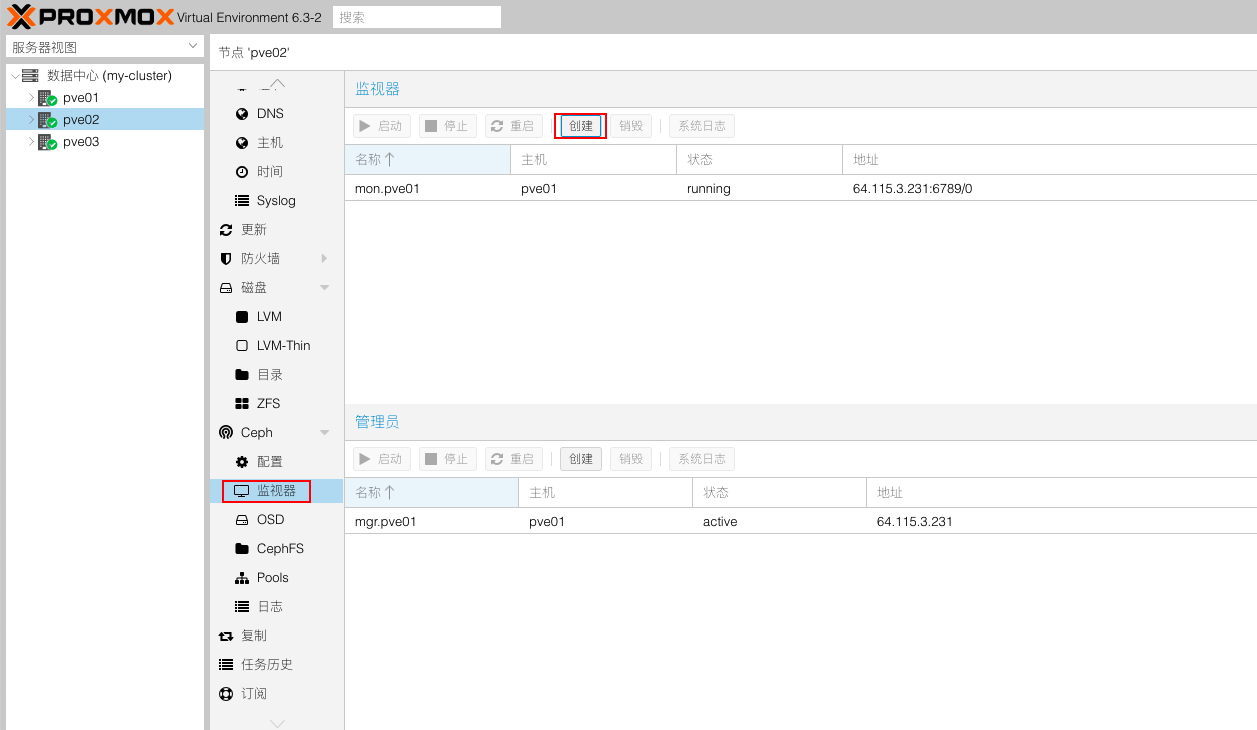 PROXMOX Virtual Environment 6.3-2 搜索
服务器视图
数据中心 (my-cluster)
pve01
pve02
pve03
节点 'pve02'
DNS
主机
时间
Syslog
更新
防火墙
磁盘
LVM
LVM-Thin
目录
ZFS
Ceph
配置
监视器
OSD
CephFS
Pools
日志
复制
任务历史
订阅
监视器
启动 停止 重启 创建 销毁 系统日志
名称 主机 状态 地址
mon.pve01 pve01 running 64.115.3.231:6789/0
管理员
启动 停止 重启 创建 销毁 系统日志
名称 主机 状态 地址
mgr.pve01 pve01 active 64.115.3.231